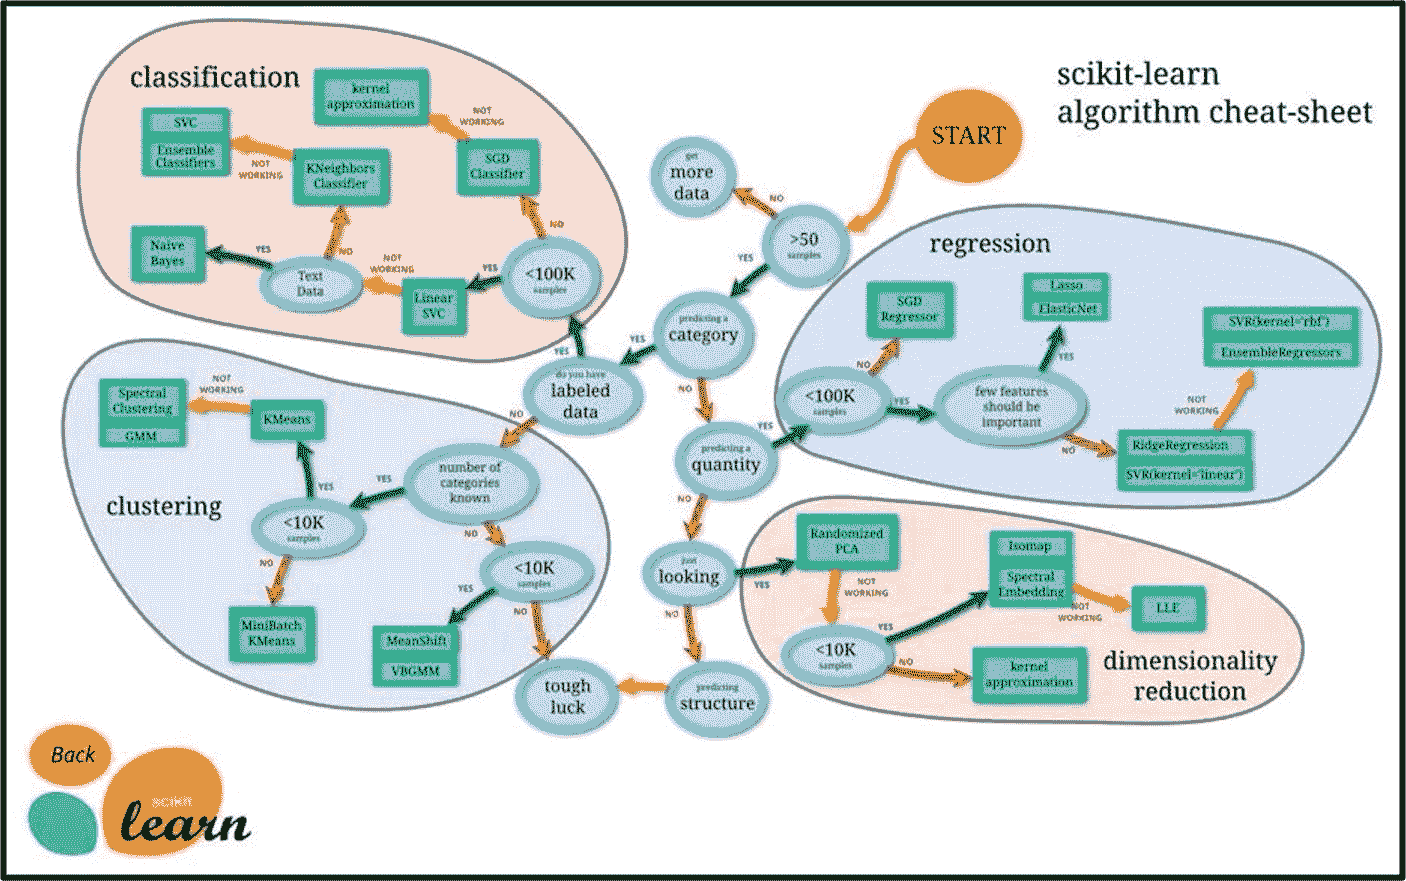 scikit-learn
algorithm cheat-sheet
START
classification
kernel
approximation
NOT
WORKING
SVC
Ensemble
Classifiers
NOT
WORKING
KNeighbors
Classifier
SGD
Classifier
NO
Naive
Bayes
YES
Text
Data
NO
NOT
WORKING
Linear
SVC
YES
<100K
samples
YES
get
more
data
NO
>50
samples
YES
predicting a
category
YES
do you have
labeled
data
NO
NO
predicting a
quantity
YES
NO
just
looking
YES
NO
predicting
structure
tough
luck
regression
SGD
Regressor
Lasso
ElasticNet
SVR(kernel="rbf")
EnsembleRegressors
NO
YES
<100K
samples
YES
few features
should be
important
NO
NOT
WORKING
RidgeRegression
SVR(kernel="linear")
clustering
Spectral
Clustering
GMM
NOT
WORKING
KMeans
YES
number of
categories
known
YES
NO
<10K
samples
NO
<10K
samples
YES
NO
MiniBatch
KMeans
MeanShift
VBGMM
Randomized
PCA
NOT
WORKING
Isomap
Spectral
Embedding
NOT
WORKING
LLE
YES
<10K
samples
NO
kernel
approximation
dimensionality
reduction
Back
scikit
learn